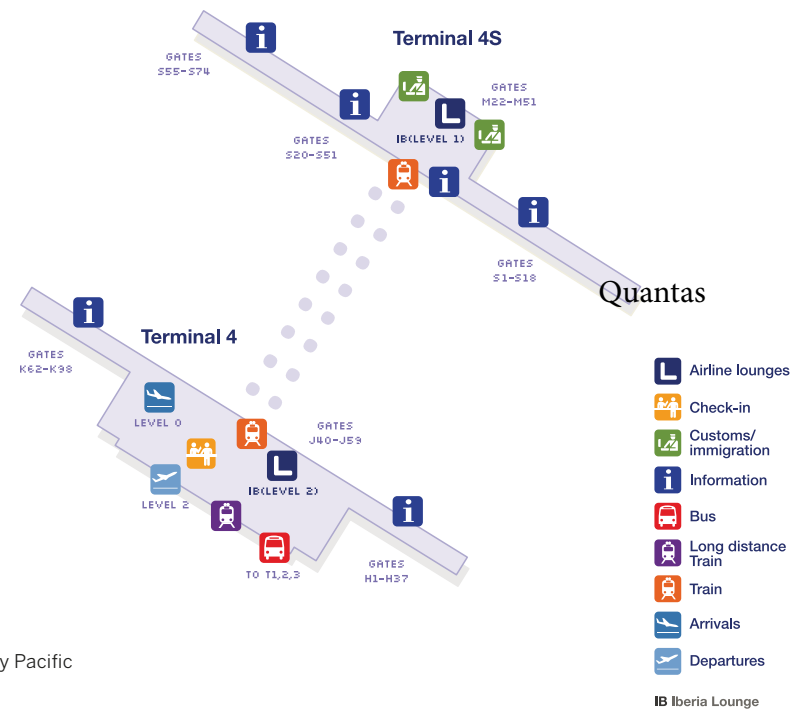 Terminal 4S
GATES
S55-S74
GATES
M22-M51
IB(LEVEL 1)
GATES
S20-S51
GATES
S1-S18
Quantas
Terminal 4
GATES
K62-K98
LEVEL 0
GATES
J40-J59
IB(LEVEL 2)
LEVEL 2
TO T1,2,3
GATES
H1-H37
Airline lounges
Check-in
Customs/
immigration
Information
Bus
Long distance
Train
Train
Arrivals
Departures
IB Iberia Lounge
y Pacific